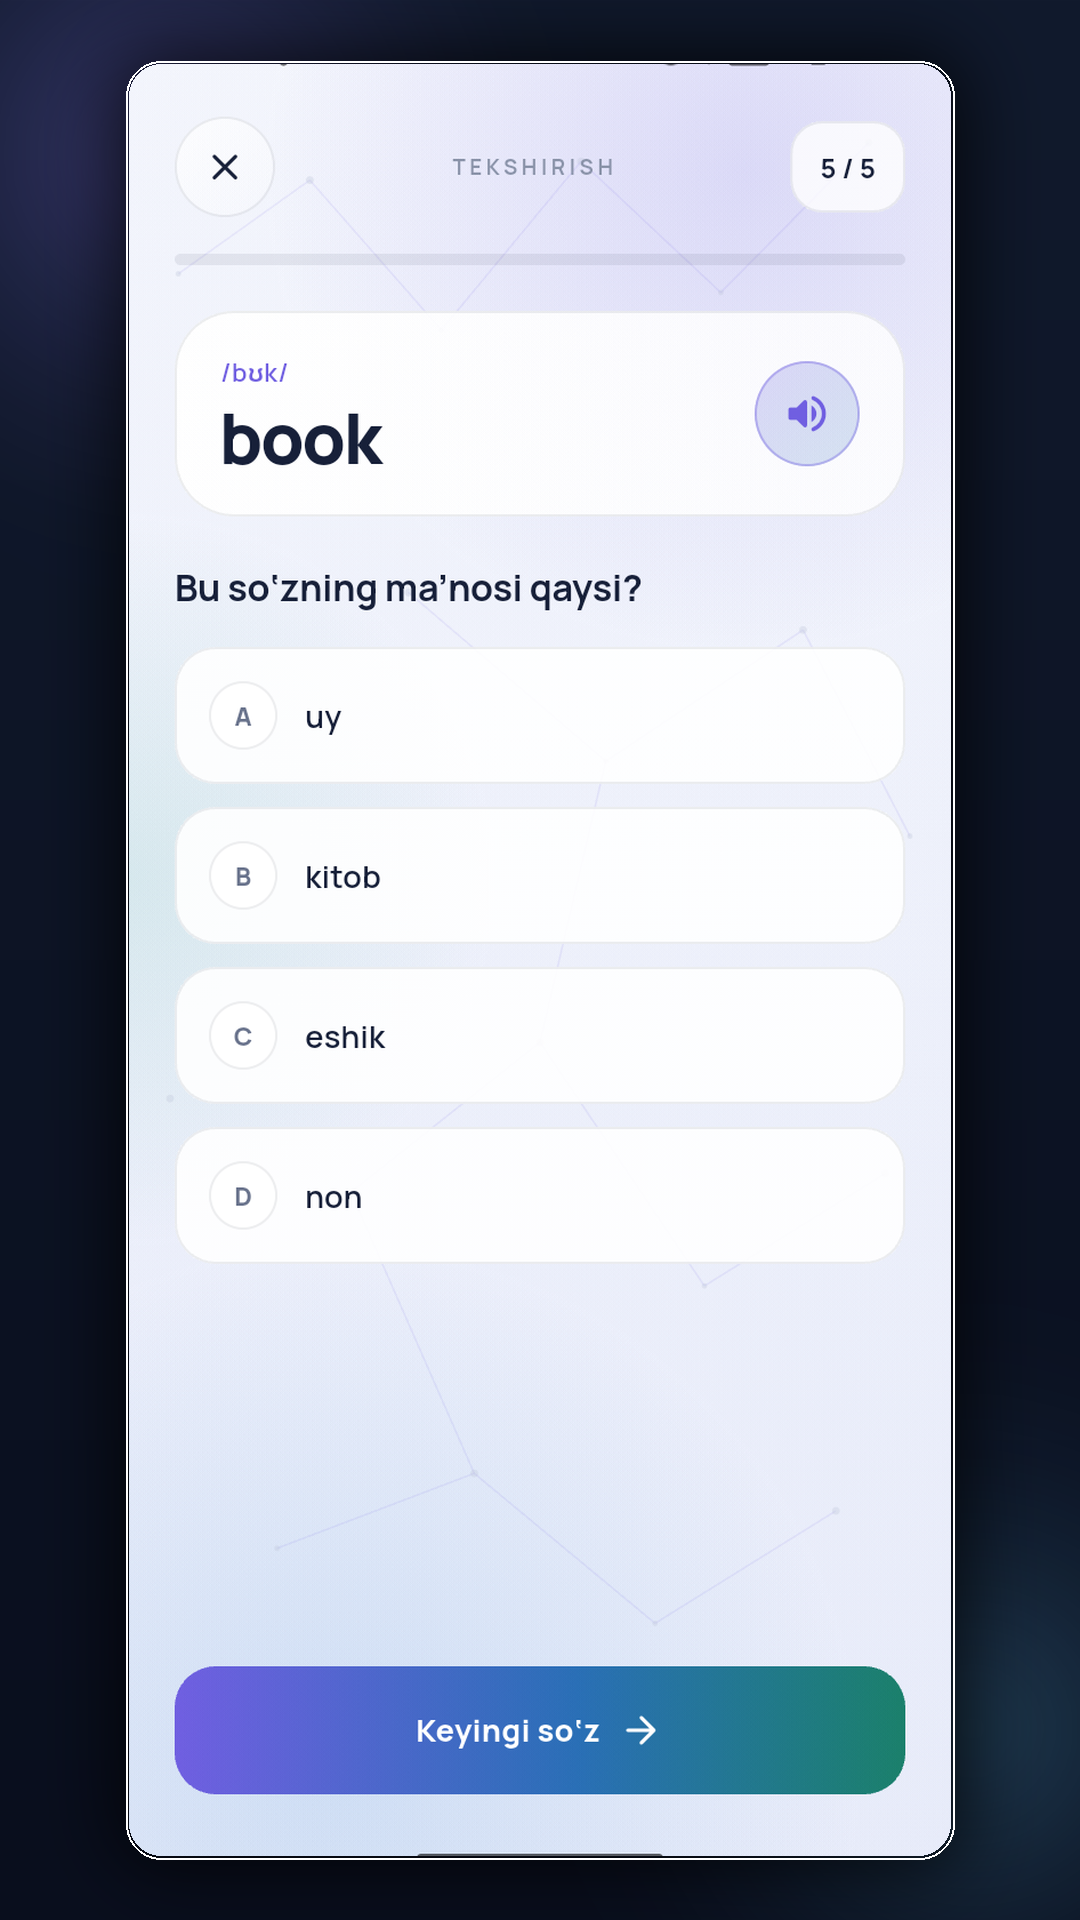 TEKSHIRISH
5 / 5
/bʊk/
book
Bu so‘zning ma’nosi qaysi?
A uy
B kitob
C eshik
D non
Keyingi so‘z →